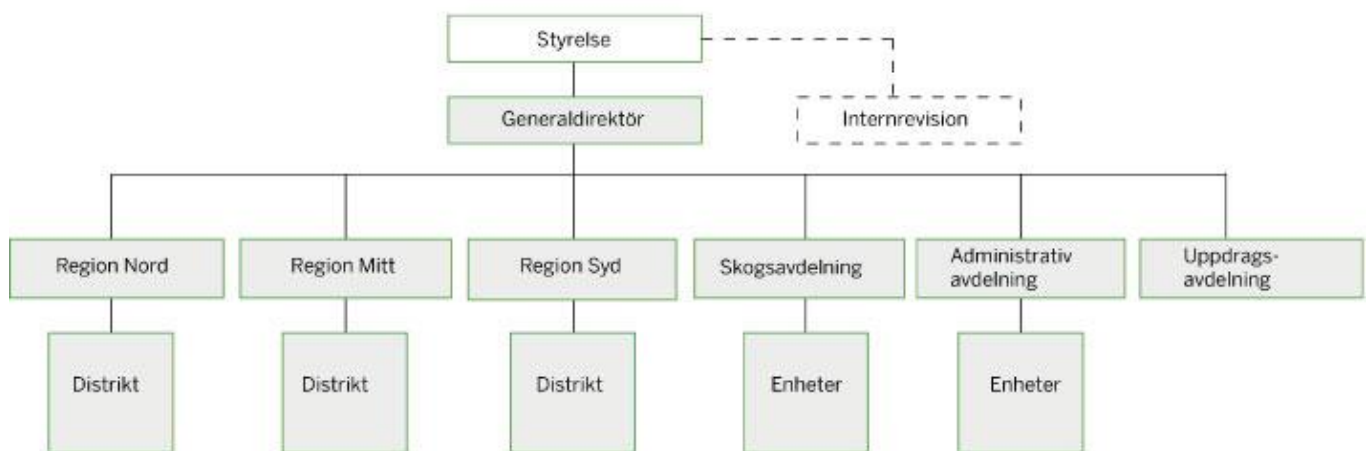 Styrelse
Generaldirektör
Internrevision
Region Nord
Region Mitt
Region Syd
Skogsavdelning
Administrativ
avdelning
Uppdrags-
avdelning
Distrikt
Distrikt
Distrikt
Enheter
Enheter